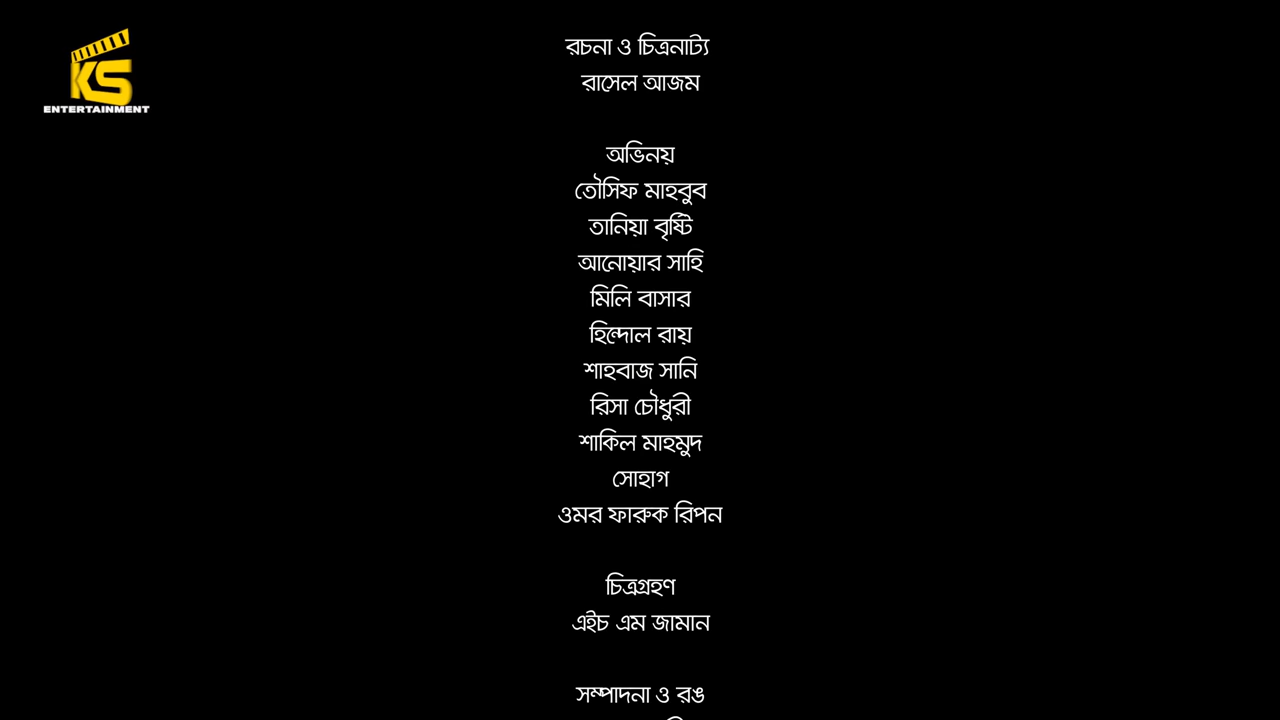 KS
ENTERTAINMENT
রচনা ও চিত্রনাট্য
রাসেল আজম
অভিনয়
তৌসিফ মাহবুব
তানিয়া বৃষ্টি
আনোয়ার সাহি
মিলি বাসার
হিন্দোল রায়
শাহবাজ সানি
রিসা চৌধুরী
শাকিল মাহমুদ
সোহাগ
ওমর ফারুক রিপন
চিত্রগ্রহণ
এইচ এম জামান
সম্পাদনা ও রঙ